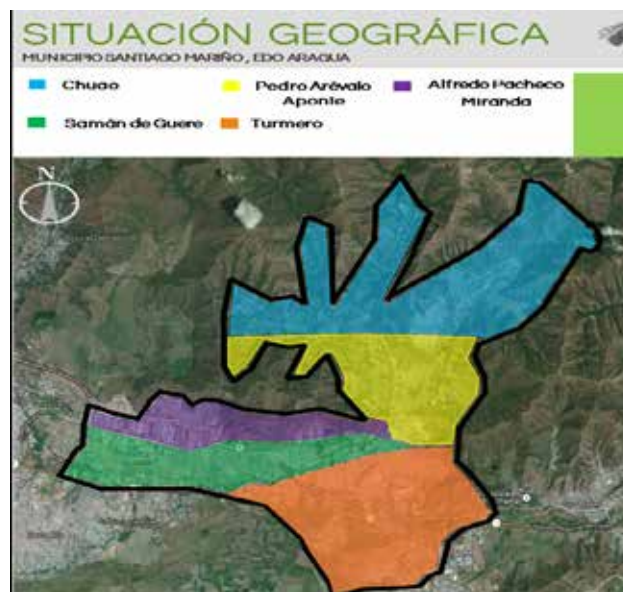 SITUACIÓN GEOGRÁFICA
MUNICIPIO SANTIAGO MARIÑO, EDO ARAGUA
Chuao
Pedro Arévalo
Aponte
Alfredo Pacheco
Miranda
Samán de Guere
Turmero
N